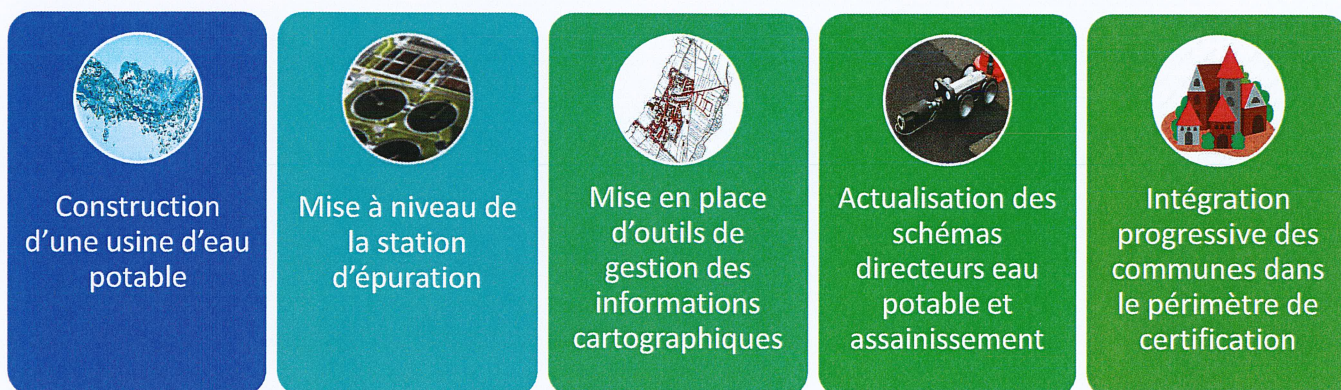 Construction
d'une usine d'eau
potable
Mise à niveau de
la station
d'épuration
Mise en place
d'outils de
gestion des
informations
cartographiques
Actualisation des
schémas
directeurs eau
potable et
assainissement
Intégration
progressive des
communes dans
le périmètre de
certification